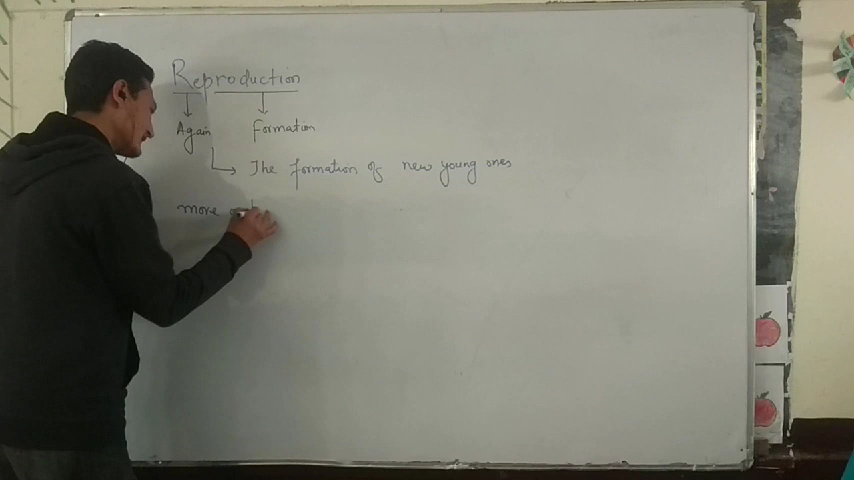 Reproduction
Again Formation
The formation of new young ones
more